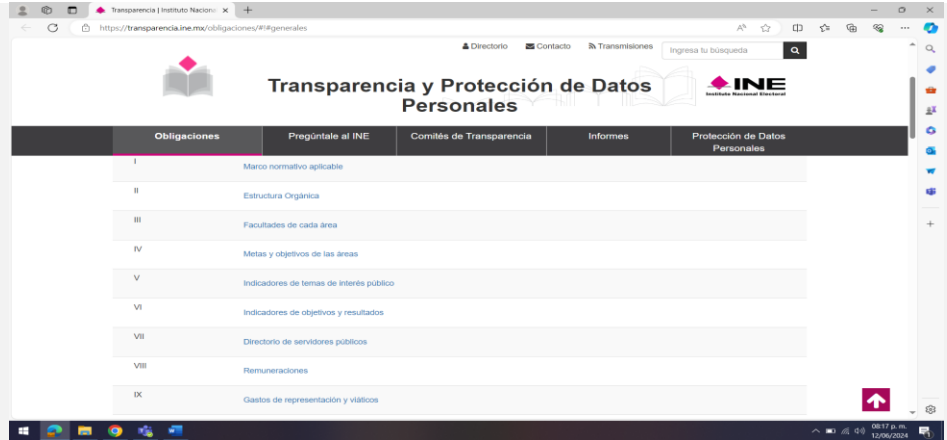 Transparencia | Instituto Nacional
https://transparencia.ine.mx/obligaciones/#!#generales
Directorio Contacto Transmisiones Ingresa tu búsqueda
Transparencia y Protección de Datos
Personales
INE
Instituto Nacional Electoral
Obligaciones Pregúntale al INE Comités de Transparencia Informes Protección de Datos
Personales
I Marco normativo aplicable
II Estructura Orgánica
III Facultades de cada área
IV Metas y objetivos de las áreas
V Indicadores de temas de interés público
VI Indicadores de objetivos y resultados
VII Directorio de servidores públicos
VIII Remuneraciones
IX Gastos de representación y viáticos
08:17 p. m.
12/06/2024